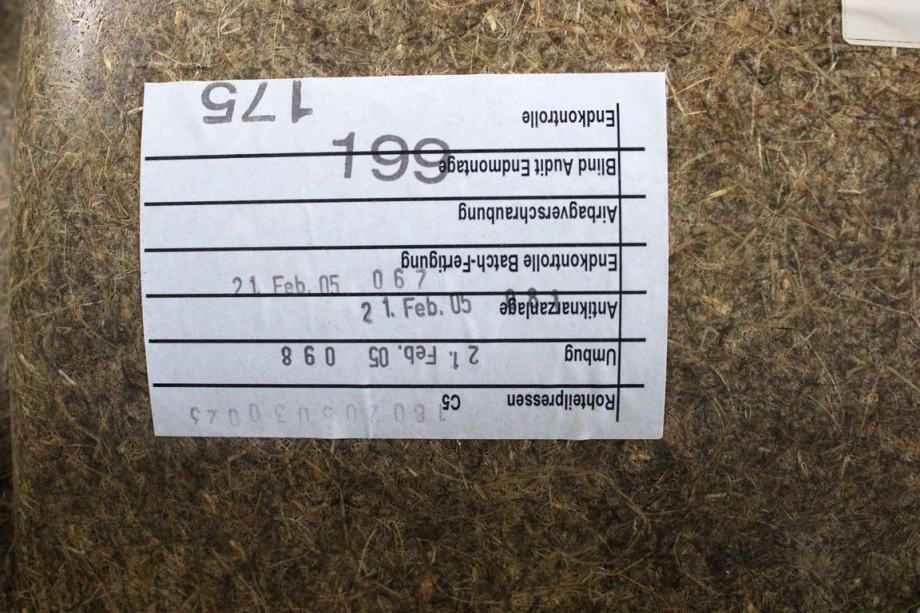 Rohteilpressen C5
Umbug 21. Feb. 05 098
Antiknarzanlage 21. Feb. 05
Endkontrolle Batch-Fertigung 21. Feb. 05 067
Airbagverschraubung
Blind Audit Endmontage 199
Endkontrolle 175